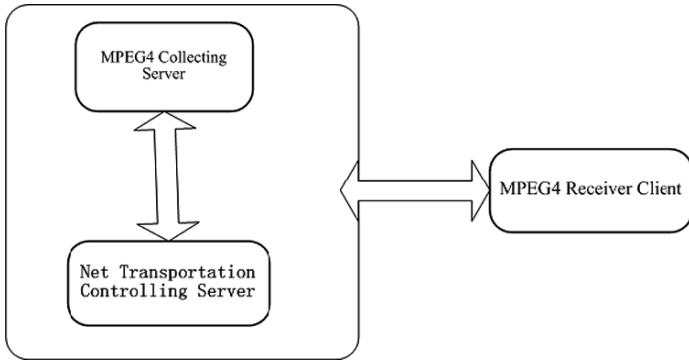 MPEG4 Collecting
Server
MPEG4 Receiver Client
Net Transportation
Controlling Server